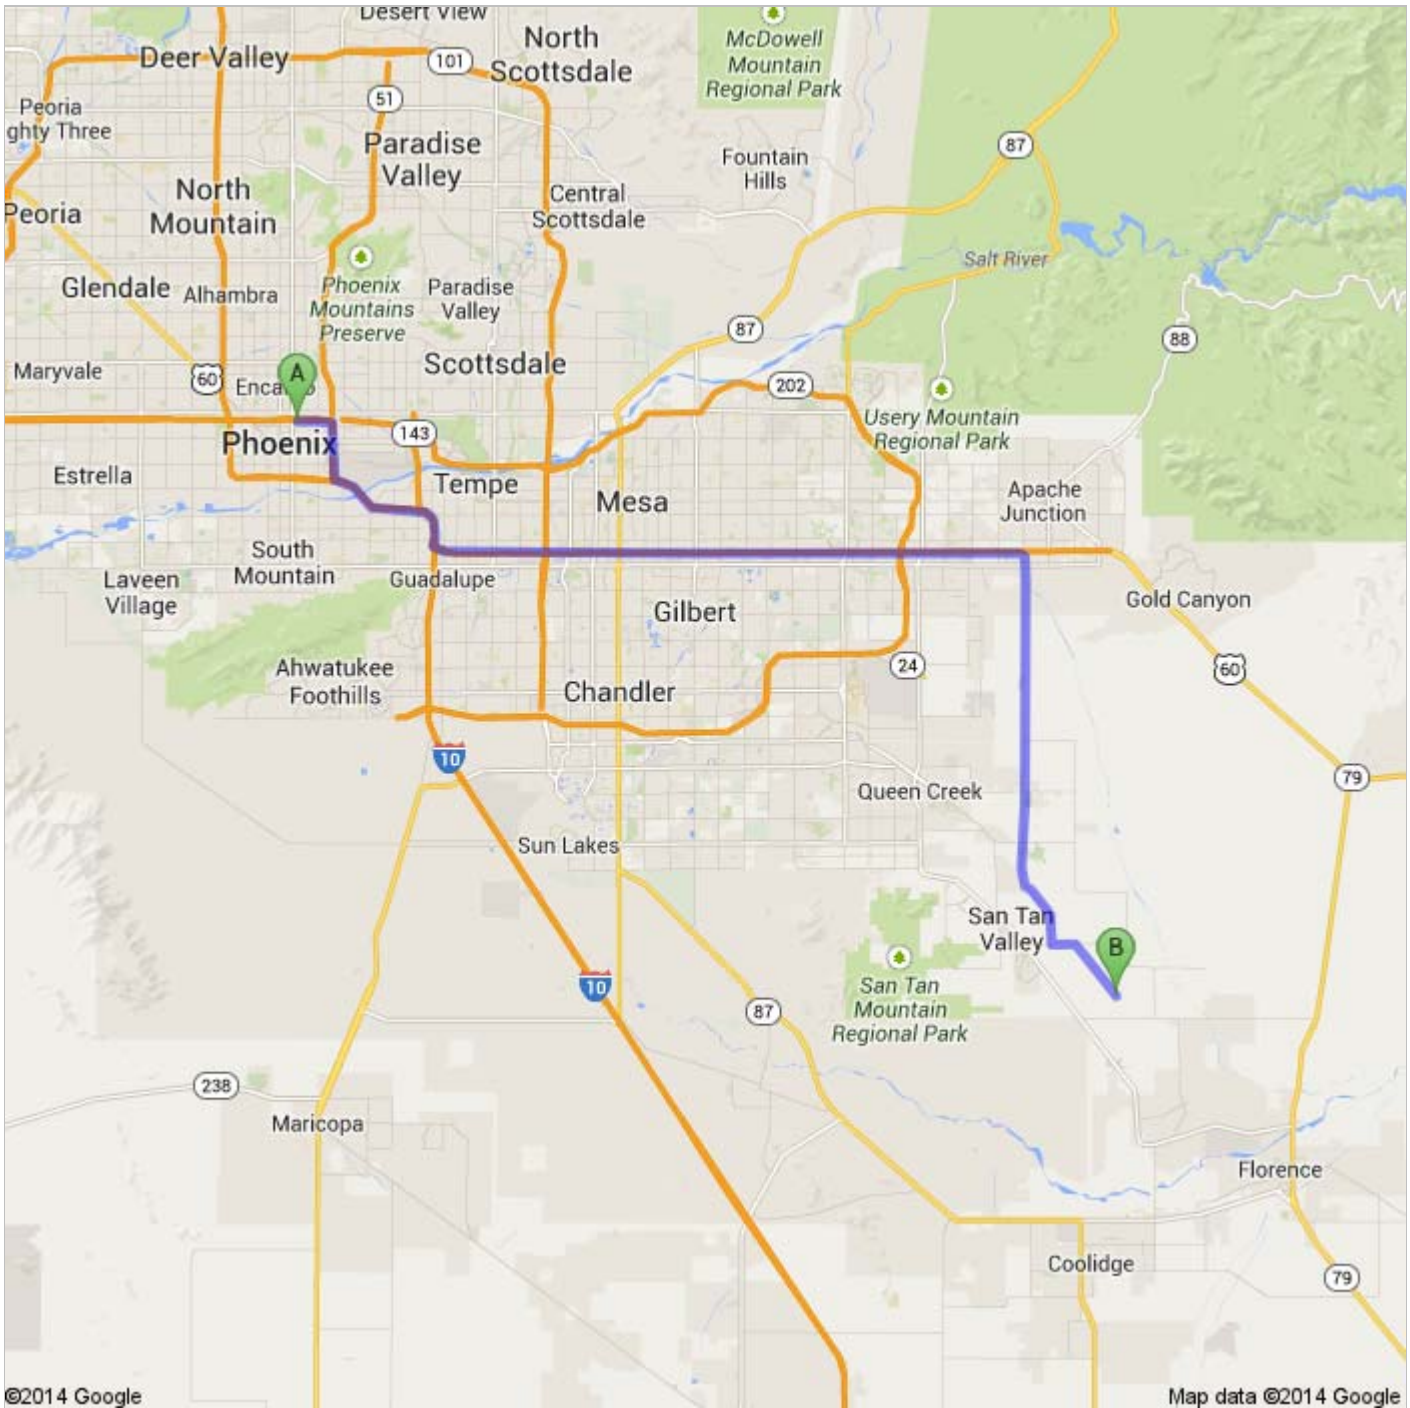 Desert View
North
Scottsdale
McDowell
Mountain
Regional Park
Deer Valley
101
51
Peoria
ghty Three
Paradise
Valley
87
Fountain
Hills
North
Mountain
Central
Scottsdale
Peoria
Salt River
Glendale
Alhambra
Phoenix
Mountains
Preserve
Paradise
Valley
87
88
Scottsdale
Maryvale
60
A
202
Usery Mountain
Regional Park
Phoenix
143
Estrella
Tempe
Mesa
Apache
Junction
South
Mountain
Laveen
Village
Guadalupe
Gilbert
Gold Canyon
Ahwatukee
Foothills
24
60
Chandler
10
79
Queen Creek
Sun Lakes
San Tan
Valley
B
10
San Tan
Mountain
Regional Park
87
238
Maricopa
Florence
Coolidge
79
©2014 Google
Map data ©2014 Google